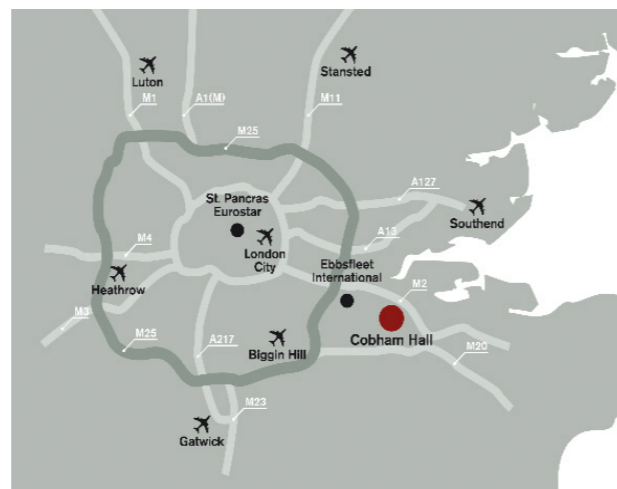 Stansted
Luton
M1
A1(M)
M11
M25
A127
St. Pancras
Eurostar
Southend
A13
M4
London
City
Ebbsfleet
International
Heathrow
M2
M3
M25
A217
Biggin Hill
Cobham Hall
M20
M23
Gatwick